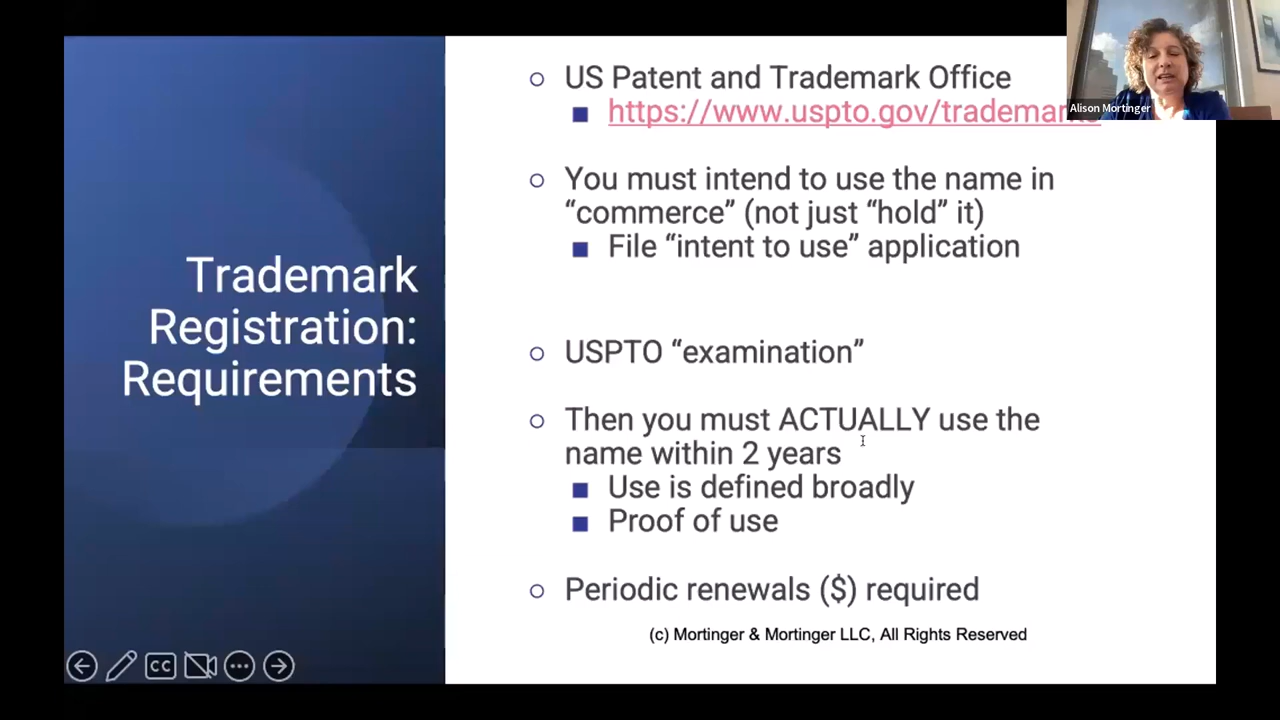 Trademark
Registration:
Requirements
US Patent and Trademark Office
https://www.uspto.gov/trademarks
You must intend to use the name in
“commerce” (not just “hold” it)
File “intent to use” application
USPTO “examination”
Then you must ACTUALLY use the
name within 2 years
Use is defined broadly
Proof of use
Periodic renewals ($) required
(c) Mortinger & Mortinger LLC, All Rights Reserved
Alison Mortinger
CC